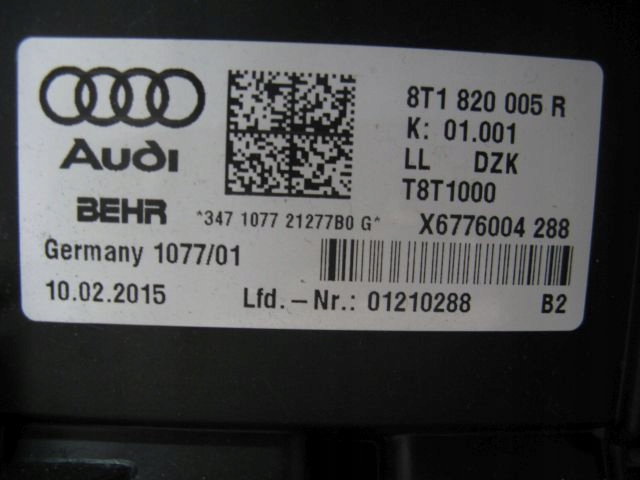 Audi
8T1 820 005 R
K: 01.001
LL DZK
T8T1000
BEHR *347 1077 21277B0 G* X6776004 288
Germany 1077/01
10.02.2015 Lfd.-Nr.: 01210288 B2